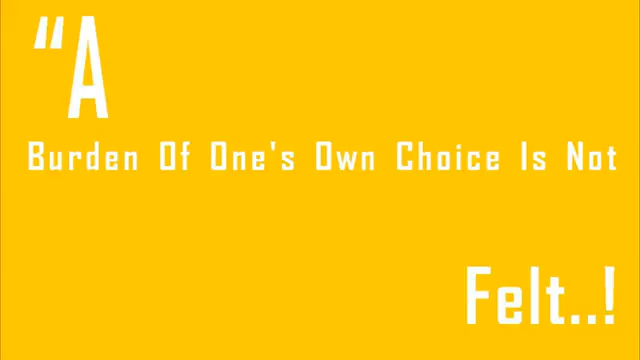 “A
Burden Of One's Own Choice Is Not
Felt..!